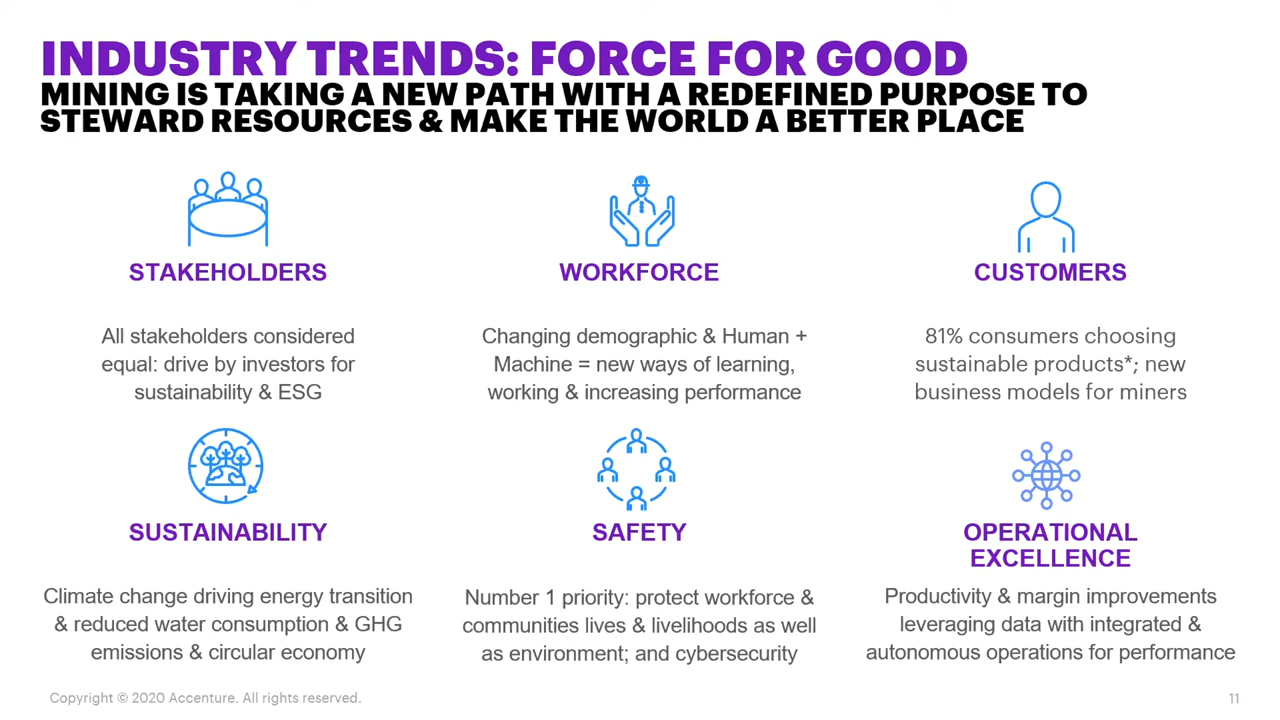 INDUSTRY TRENDS: FORCE FOR GOOD
MINING IS TAKING A NEW PATH WITH A REDEFINED PURPOSE TO
STEWARD RESOURCES & MAKE THE WORLD A BETTER PLACE
STAKEHOLDERS
All stakeholders considered
equal: drive by investors for
sustainability & ESG
WORKFORCE
Changing demographic & Human +
Machine = new ways of learning,
working & increasing performance
CUSTOMERS
81% consumers choosing
sustainable products*; new
business models for miners
SUSTAINABILITY
Climate change driving energy transition
& reduced water consumption & GHG
emissions & circular economy
SAFETY
Number 1 priority: protect workforce &
communities lives & livelihoods as well
as environment; and cybersecurity
OPERATIONAL
EXCELLENCE
Productivity & margin improvements
leveraging data with integrated &
autonomous operations for performance
Copyright © 2020 Accenture. All rights reserved.
11